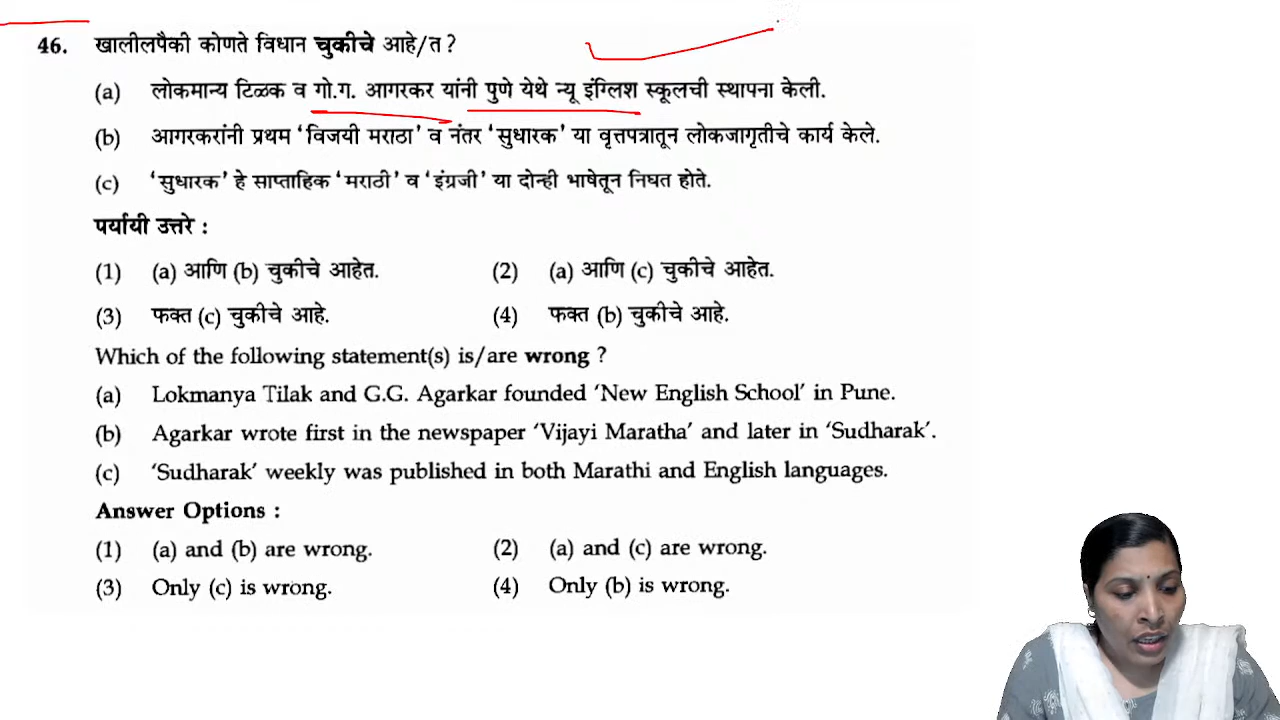 46. खालीलपैकी कोणते विधान चुकीचे आहे/त ?
(a) लोकमान्य टिळक व गो.ग. आगरकर यांनी पुणे येथे न्यू इंग्लिश स्कूलची स्थापना केली.
(b) आगरकरांनी प्रथम ‘विजयी मराठा’ व नंतर ‘सुधारक’ या वृत्तपत्रातून लोकजागृतीचे कार्य केले.
(c) ‘सुधारक’ हे साप्ताहिक ‘मराठी’ व ‘इंग्रजी’ या दोन्ही भाषेतून निघत होते.
पर्यायी उत्तरे :
(1) (a) आणि (b) चुकीचे आहेत. (2) (a) आणि (c) चुकीचे आहेत.
(3) फक्त (c) चुकीचे आहे. (4) फक्त (b) चुकीचे आहे.
Which of the following statement(s) is/are wrong ?
(a) Lokmanya Tilak and G.G. Agarkar founded ‘New English School’ in Pune.
(b) Agarkar wrote first in the newspaper ‘Vijayi Maratha’ and later in ‘Sudharak’.
(c) ‘Sudharak’ weekly was published in both Marathi and English languages.
Answer Options :
(1) (a) and (b) are wrong. (2) (a) and (c) are wrong.
(3) Only (c) is wrong. (4) Only (b) is wrong.